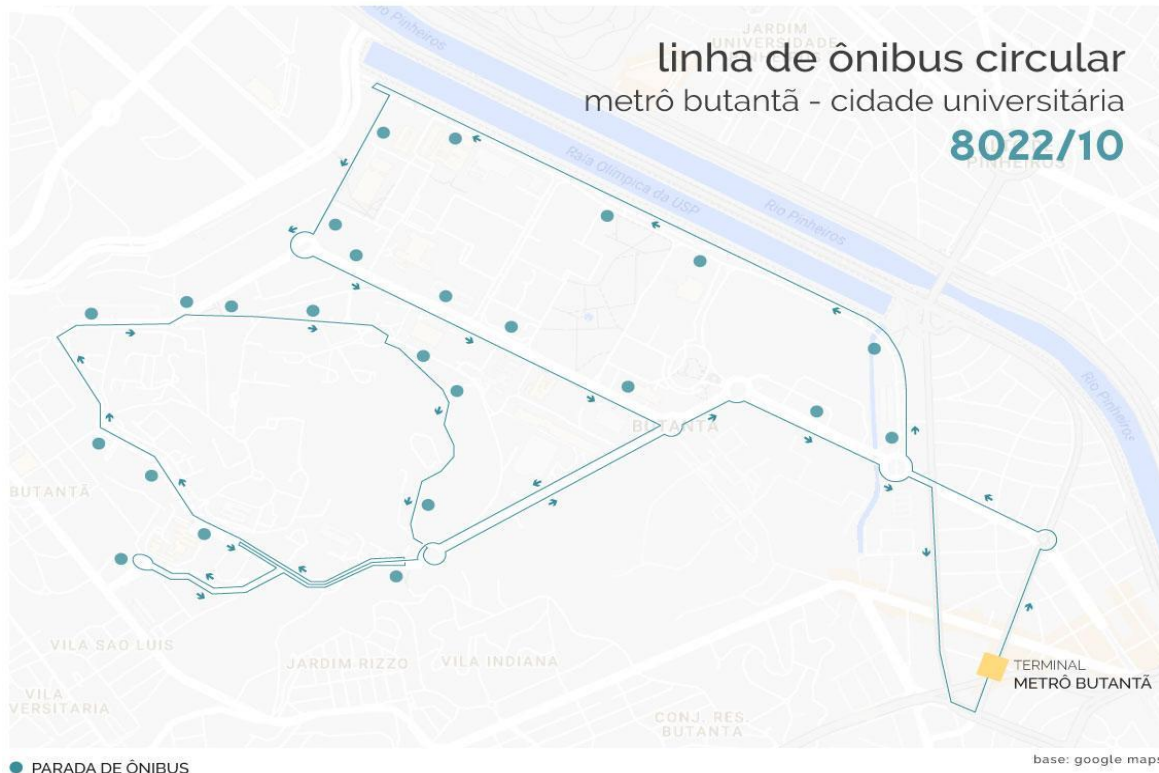 Rio Pinheiros
JARDIM
UNIVERSIDADE
PINHEIROS
linha de ônibus circular
metrô butantã - cidade universitária
8022/10
PINHEIROS
Raia Olímpica da USP
Rio Pinheiros
Rio Pinheiros
BUTANTÃ
BUTANTÃ
VILA SAO LUIS
JARDIM RIZZO
VILA INDIANA
TERMINAL
METRÔ BUTANTÃ
VILA
VERSITARIA
CONJ. RES.
BUTANTÃ
PARADA DE ÔNIBUS
base: google maps